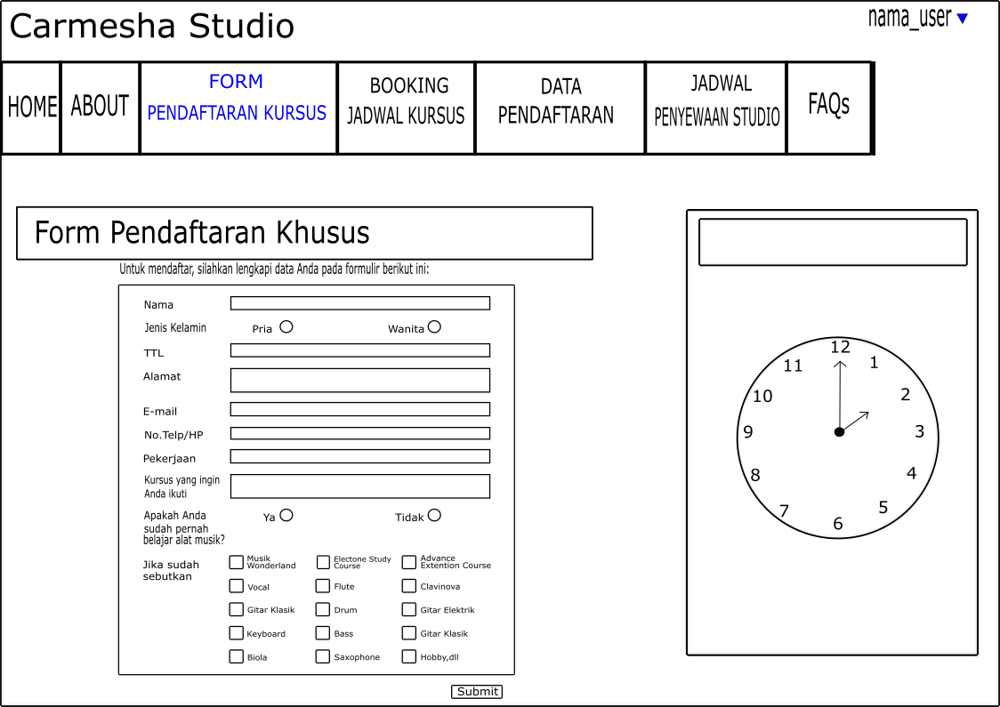 Carmesha Studio
nama_user
HOME
ABOUT
FORM
PENDAFTARAN KURSUS
BOOKING
JADWAL KURSUS
DATA
PENDAFTARAN
JADWAL
PENYEWAAN STUDIO
FAQs
Form Pendaftaran Khusus
Untuk mendaftar, silahkan lengkapi data Anda pada formulir berikut ini:
Nama
Jenis Kelamin
Pria
Wanita
TTL
Alamat
E-mail
No.Telp/HP
Pekerjaan
Kursus yang ingin
Anda ikuti
Apakah Anda
sudah pernah
belajar alat musik?
Ya
Tidak
Jika sudah
sebutkan
Musik
Wonderland
Electone Study
Course
Advance
Extention Course
Vocal
Flute
Clavinova
Gitar Klasik
Drum
Gitar Elektrik
Keyboard
Bass
Gitar Klasik
Biola
Saxophone
Hobby,dll
Submit
12
1
2
3
4
5
6
7
8
9
10
11